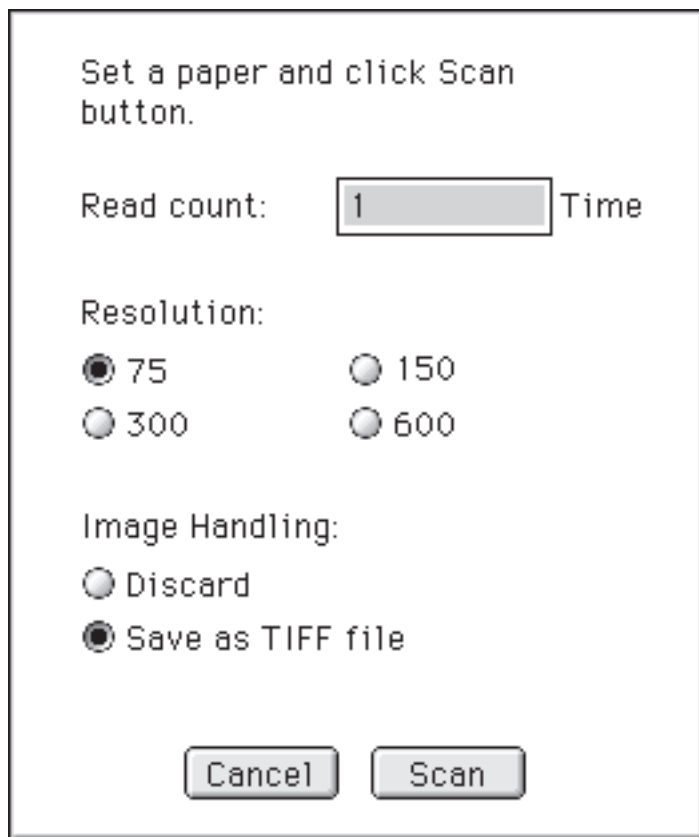 Set a paper and click Scan
button.
Read count: 1 Time
Resolution:
75 150
300 600
Image Handling:
Discard
Save as TIFF file
Cancel Scan